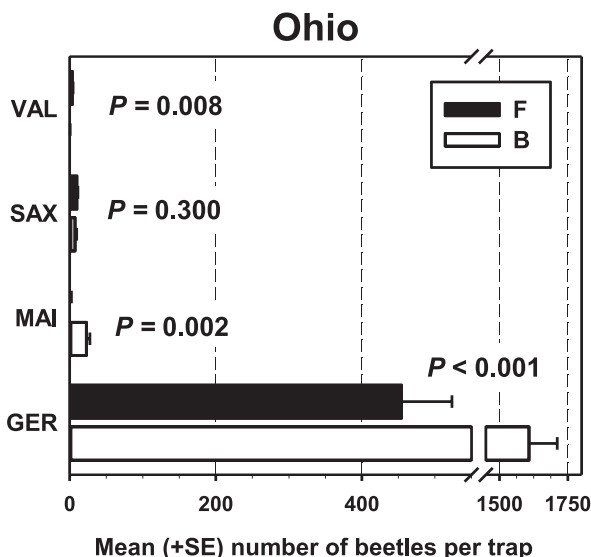 Ohio
F
B
VAL
P = 0.008
SAX
P = 0.300
MAI
P = 0.002
P < 0.001
GER
0 200 400 1500 1750
Mean (+SE) number of beetles per trap